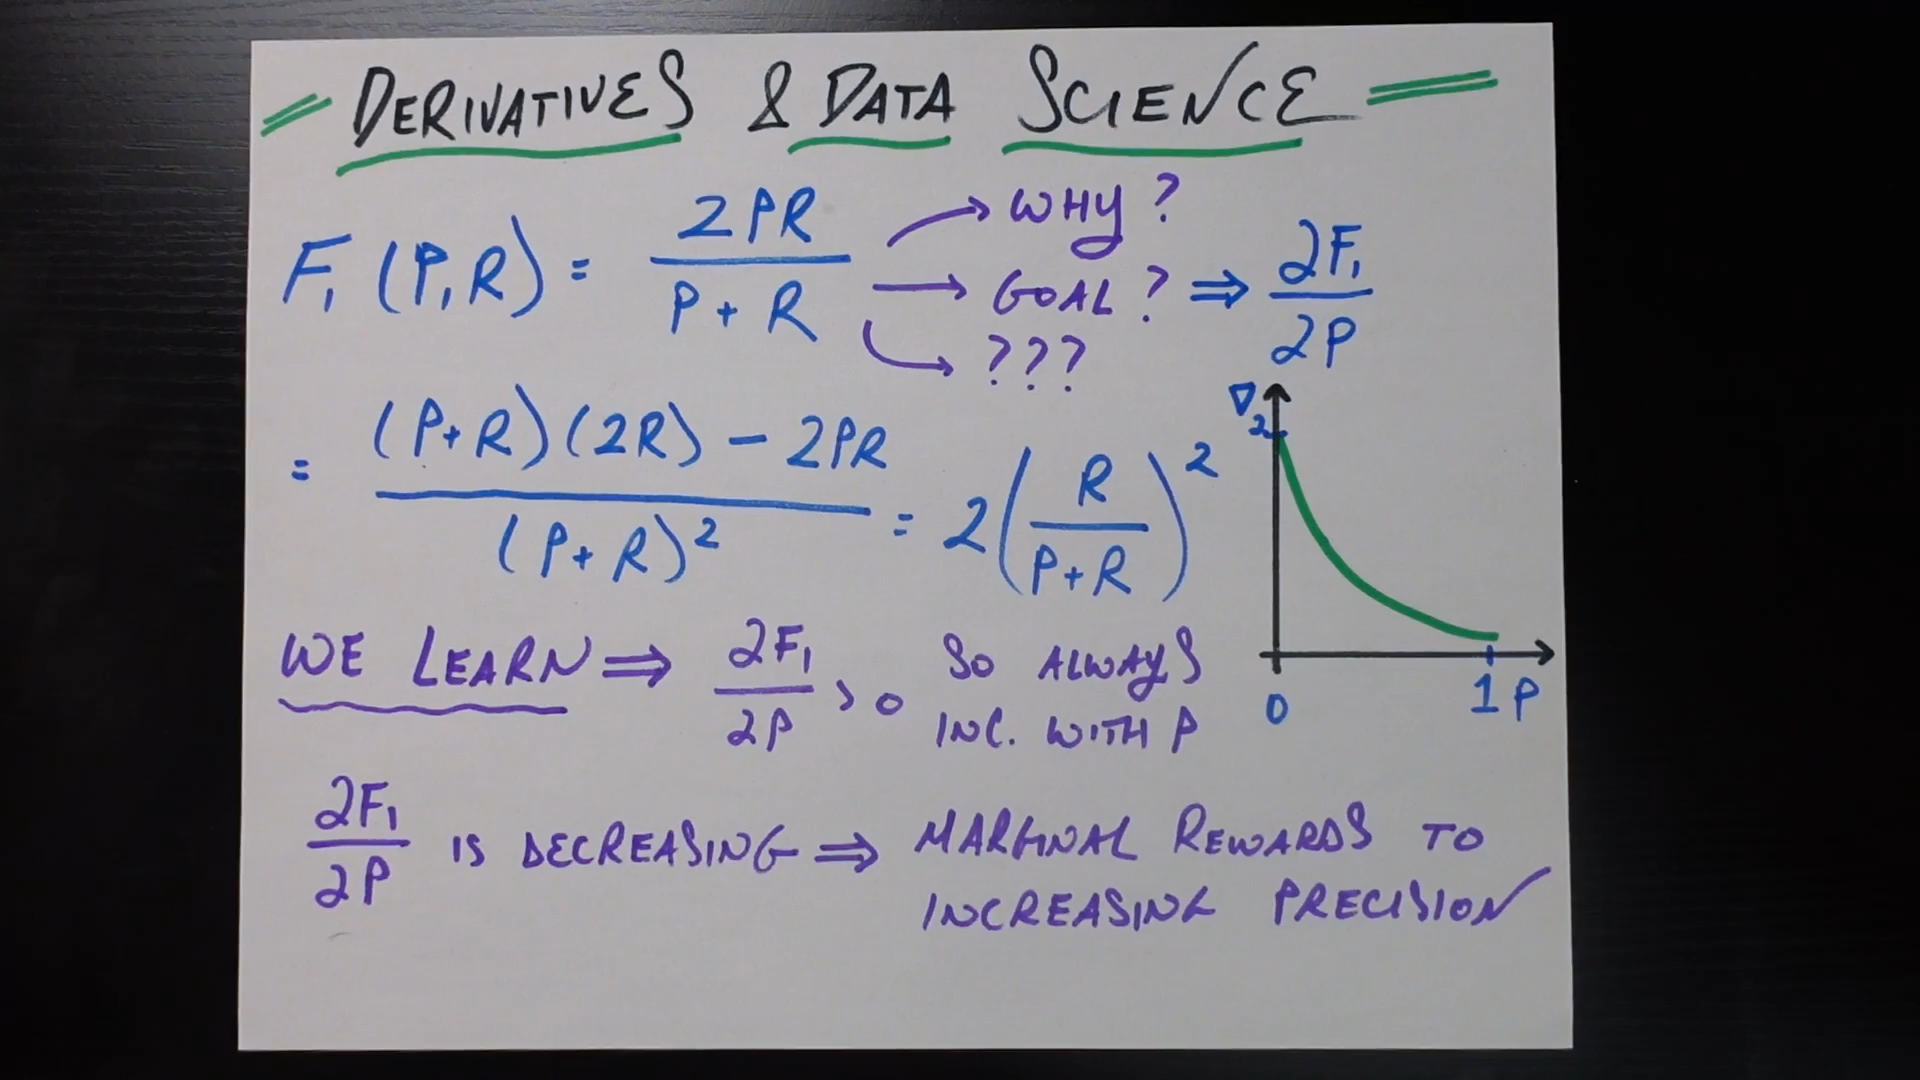 DERIVATIVES & DATA SCIENCE
F₁ (P,R) = 2PR / P + R
→ WHY?
→ GOAL? ⇒ ∂F₁ / ∂P
→ ???
= (P+R)(2R) - 2PR / (P+R)² = 2(R / P+R)²
∇
2
0 1 P
WE LEARN ⇒ ∂F₁ / ∂P > 0 SO ALWAYS
INC. WITH P
∂F₁ / ∂P IS DECREASING ⇒ MARGINAL REWARDS TO
INCREASING PRECISION